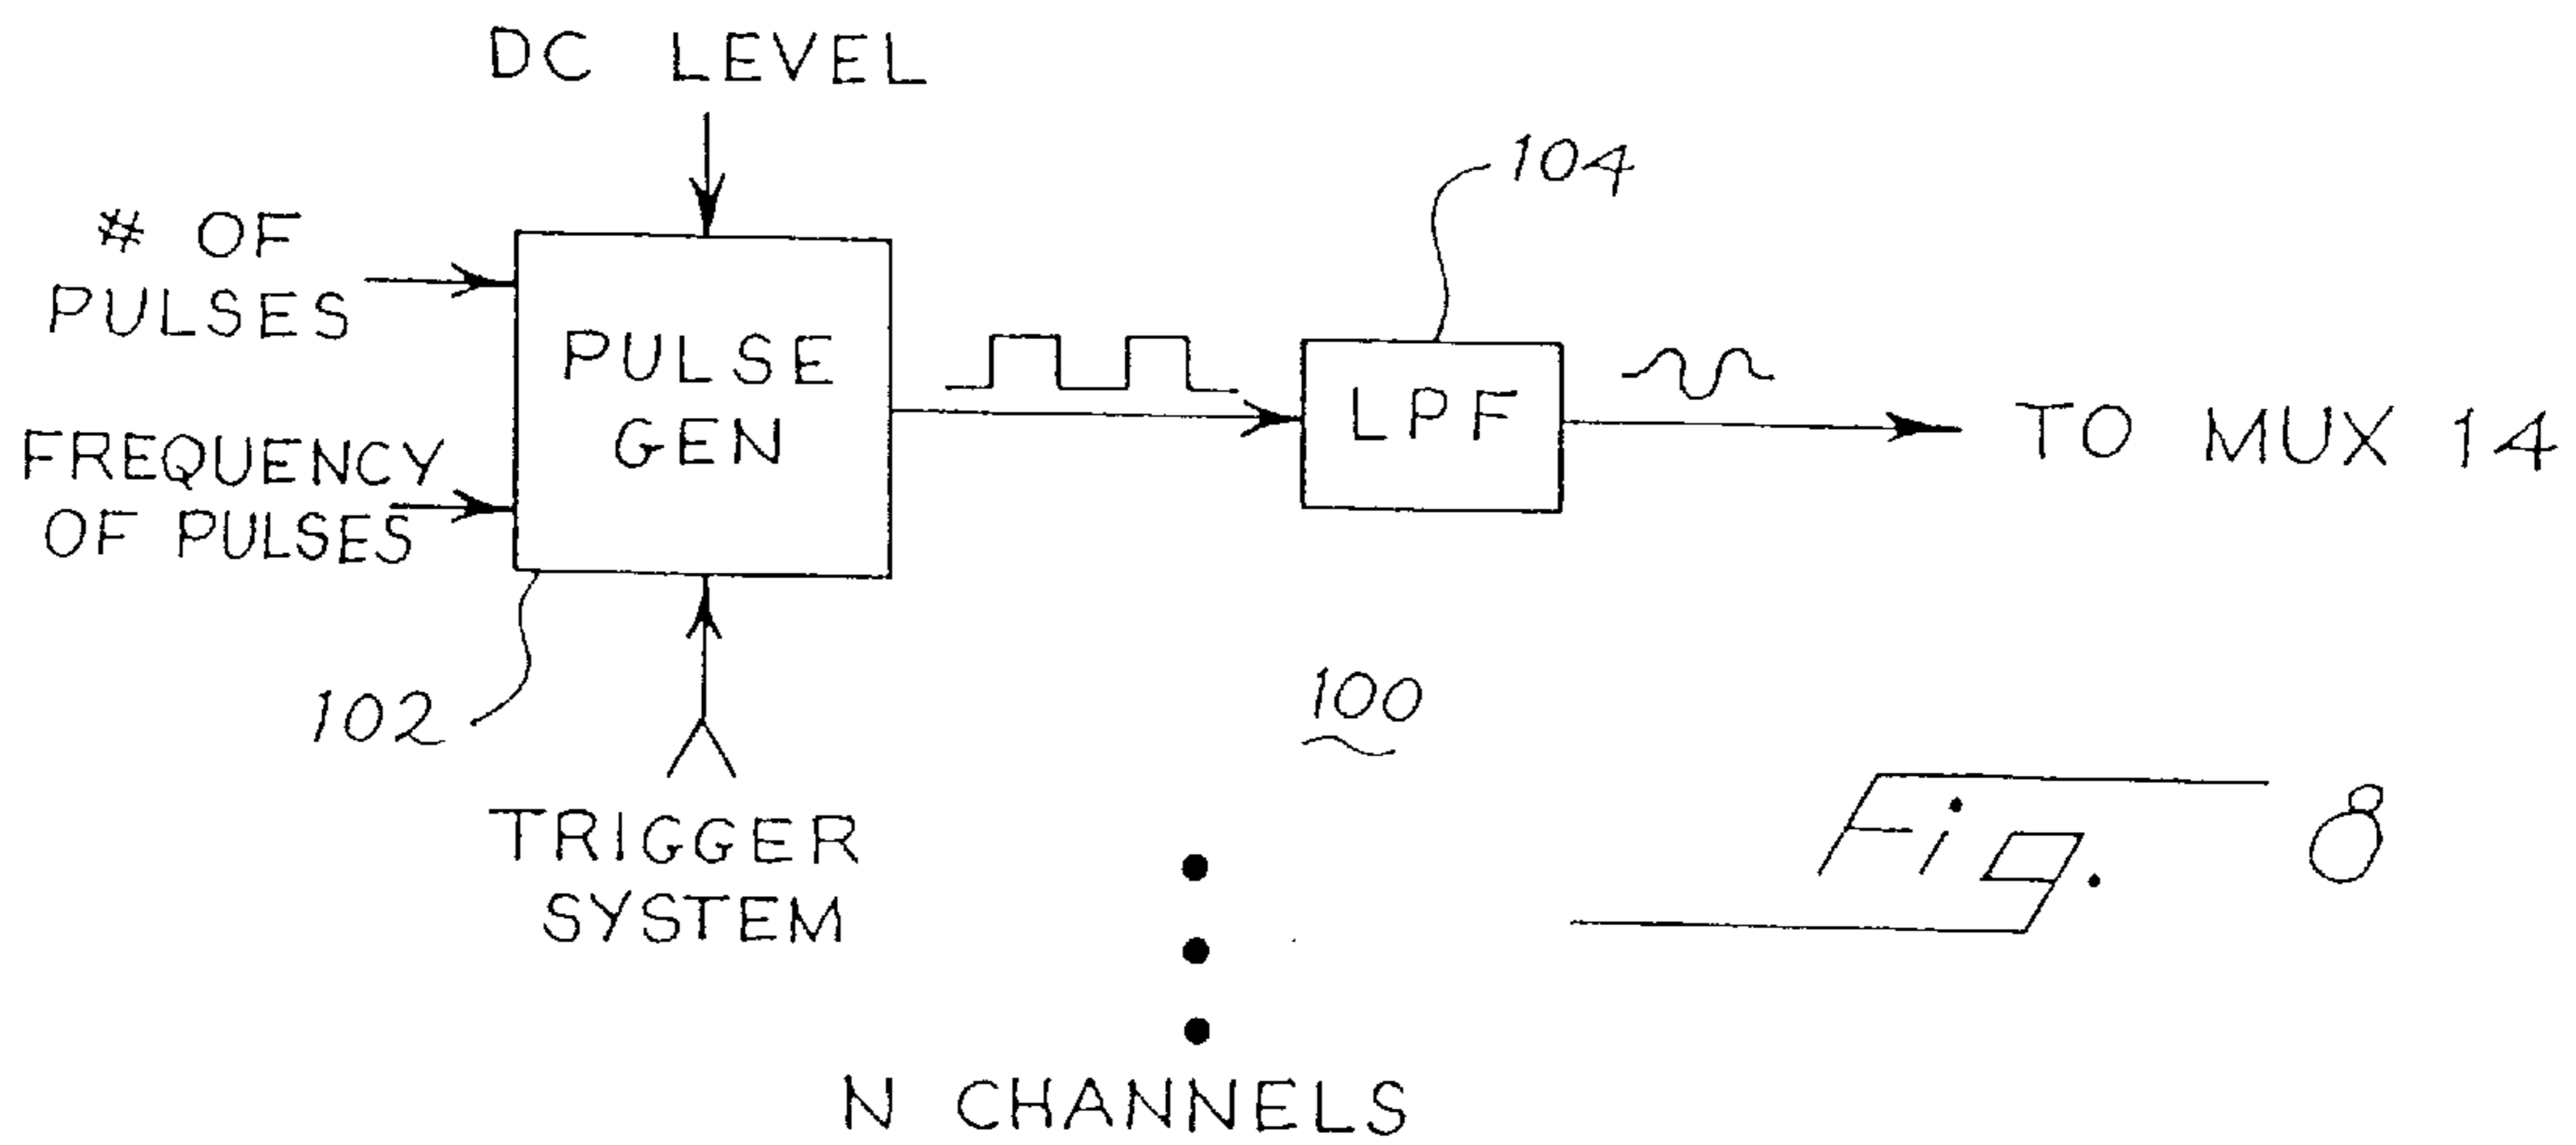 DC LEVEL
104
# OF
PULSES
PULSE
GEN
LPF
TO MUX 14
FREQUENCY
OF PULSES
102
100
TRIGGER
SYSTEM
Fig. 8
N CHANNELS